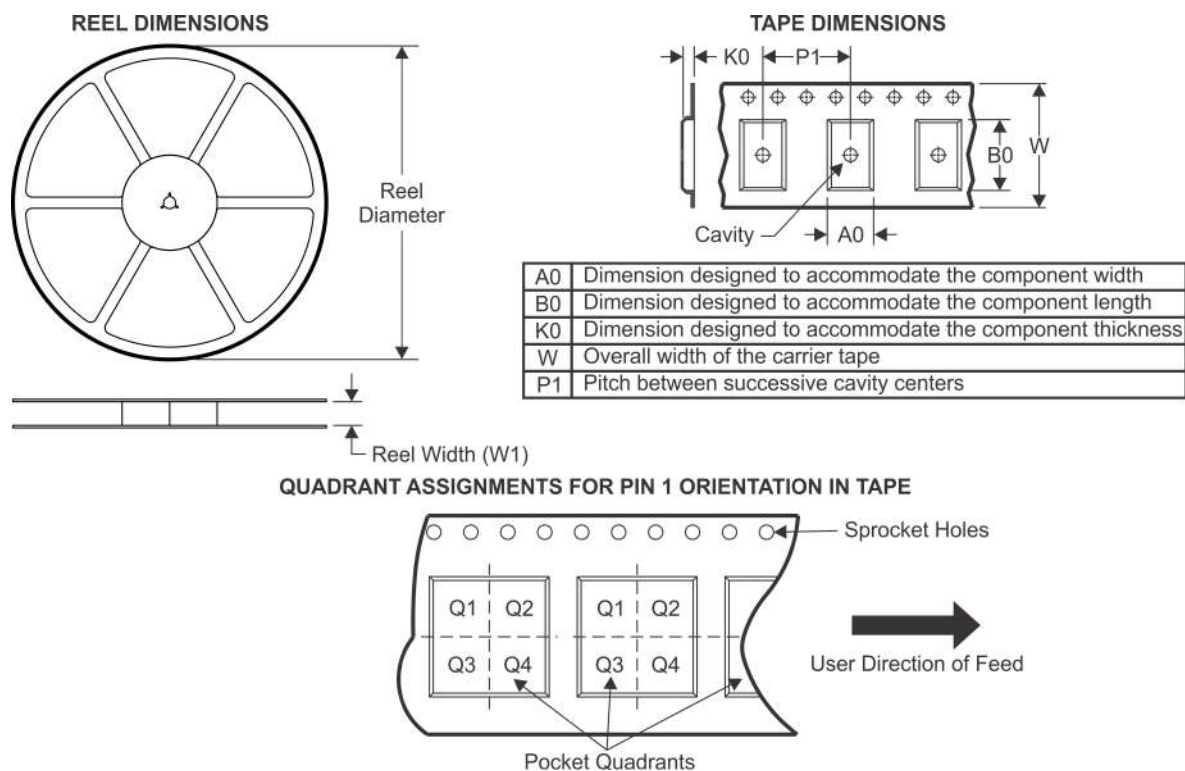 REEL DIMENSIONS
Reel
Diameter
Reel Width (W1)
TAPE DIMENSIONS
K0
P1
B0
W
Cavity
A0
A0 Dimension designed to accommodate the component width
B0 Dimension designed to accommodate the component length
K0 Dimension designed to accommodate the component thickness
W Overall width of the carrier tape
P1 Pitch between successive cavity centers
QUADRANT ASSIGNMENTS FOR PIN 1 ORIENTATION IN TAPE
Sprocket Holes
Q1 Q2 Q1 Q2
Q3 Q4 Q3 Q4
User Direction of Feed
Pocket Quadrants